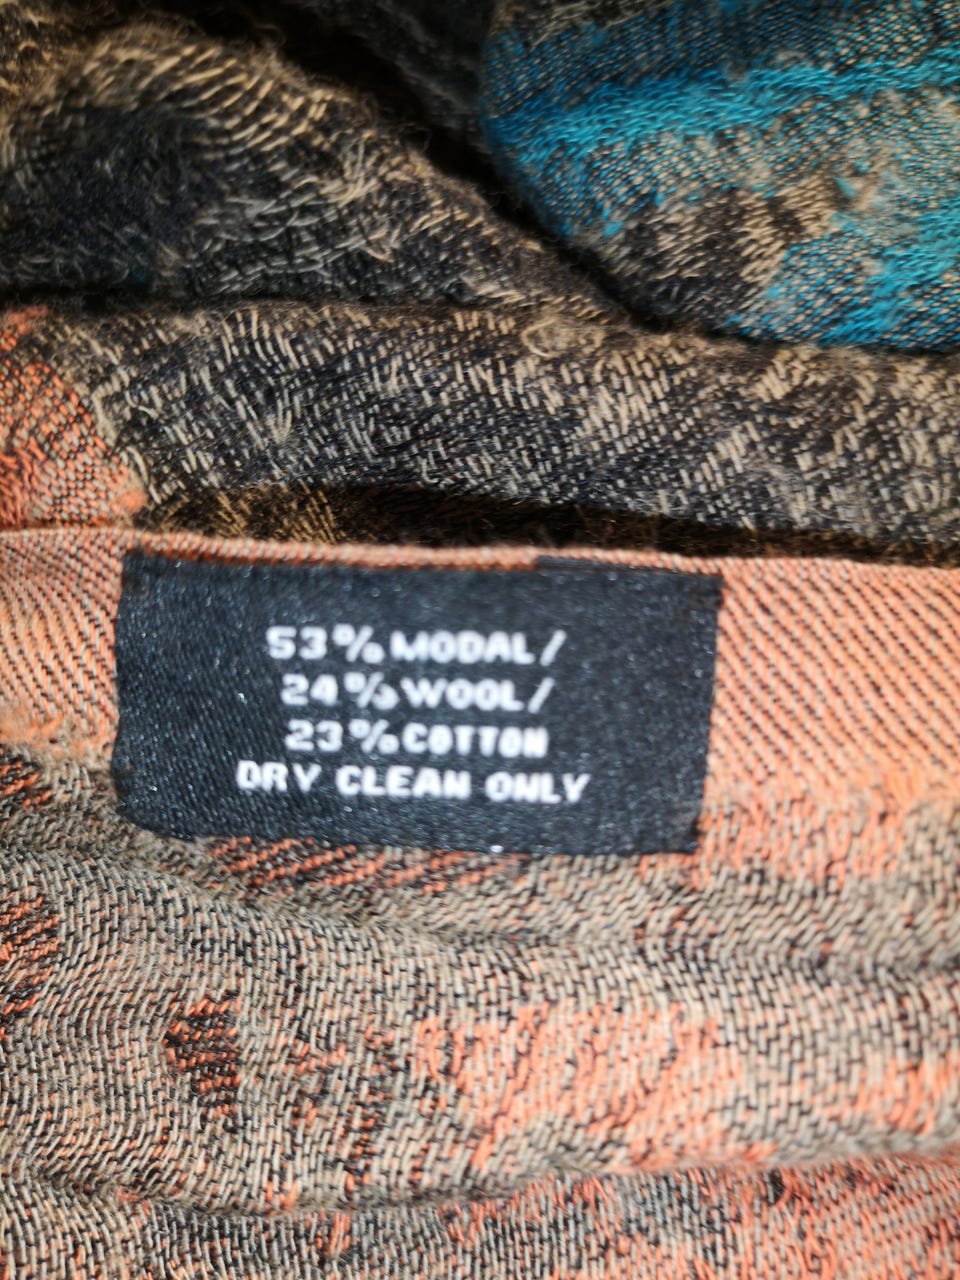 53% MODAL/
24% WOOL/
23% COTTON
DRY CLEAN ONLY